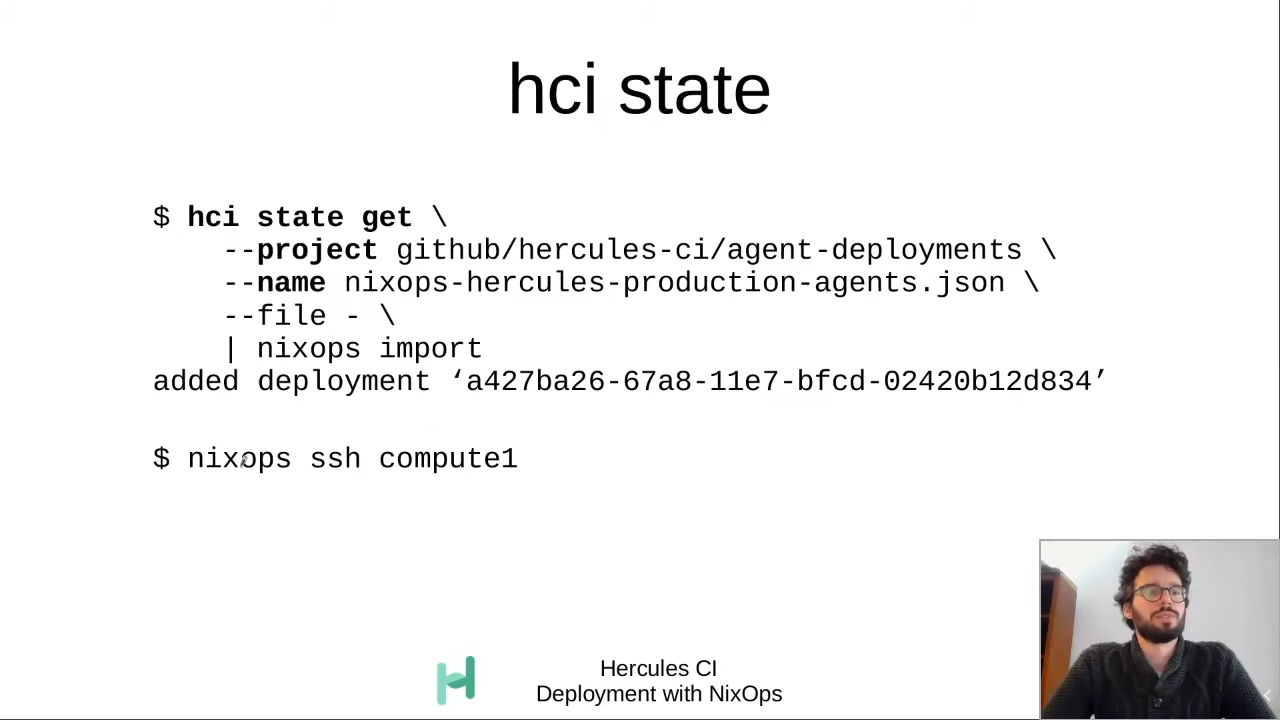 hci state
$ hci state get \
--project github/hercules-ci/agent-deployments \
--name nixops-hercules-production-agents.json \
--file - \
| nixops import
added deployment ‘a427ba26-67a8-11e7-bfcd-02420b12d834’
$ nixops ssh compute1
Hercules CI
Deployment with NixOps